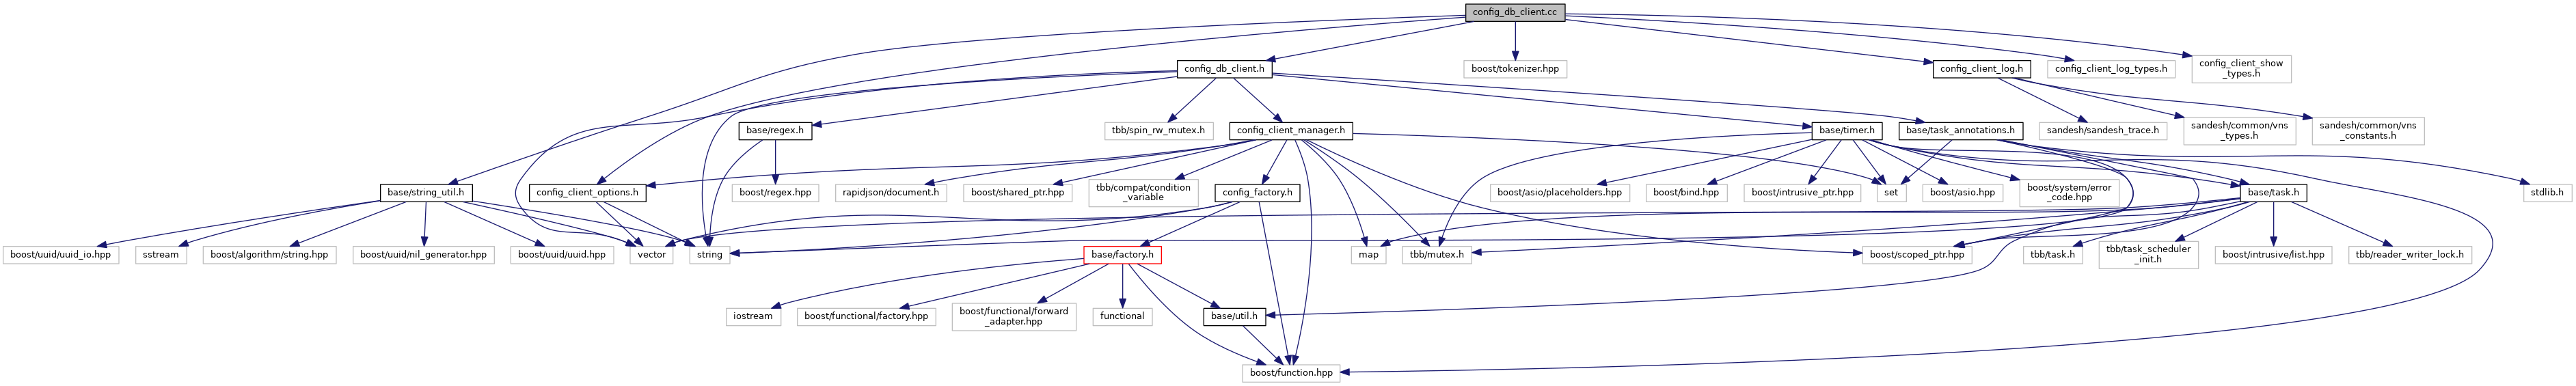 config_db_client.cc
config_db_client.h
boost/tokenizer.hpp
config_client_log.h
config_client_log_types.h
config_client_show
_types.h
base/regex.h
tbb/spin_rw_mutex.h
config_client_manager.h
base/timer.h
base/task_annotations.h
sandesh/sandesh_trace.h
sandesh/common/vns
_types.h
sandesh/common/vns
_constants.h
base/string_util.h
config_client_options.h
boost/regex.hpp
rapidjson/document.h
boost/shared_ptr.hpp
tbb/compat/condition
_variable
config_factory.h
boost/asio/placeholders.hpp
boost/bind.hpp
boost/intrusive_ptr.hpp
set
boost/asio.hpp
boost/system/error
_code.hpp
base/task.h
stdlib.h
boost/uuid/uuid_io.hpp
sstream
boost/algorithm/string.hpp
boost/uuid/nil_generator.hpp
boost/uuid/uuid.hpp
vector
string
base/factory.h
map
tbb/mutex.h
boost/scoped_ptr.hpp
tbb/task.h
tbb/task_scheduler
_init.h
boost/intrusive/list.hpp
tbb/reader_writer_lock.h
iostream
boost/functional/factory.hpp
boost/functional/forward
_adapter.hpp
functional
base/util.h
boost/function.hpp